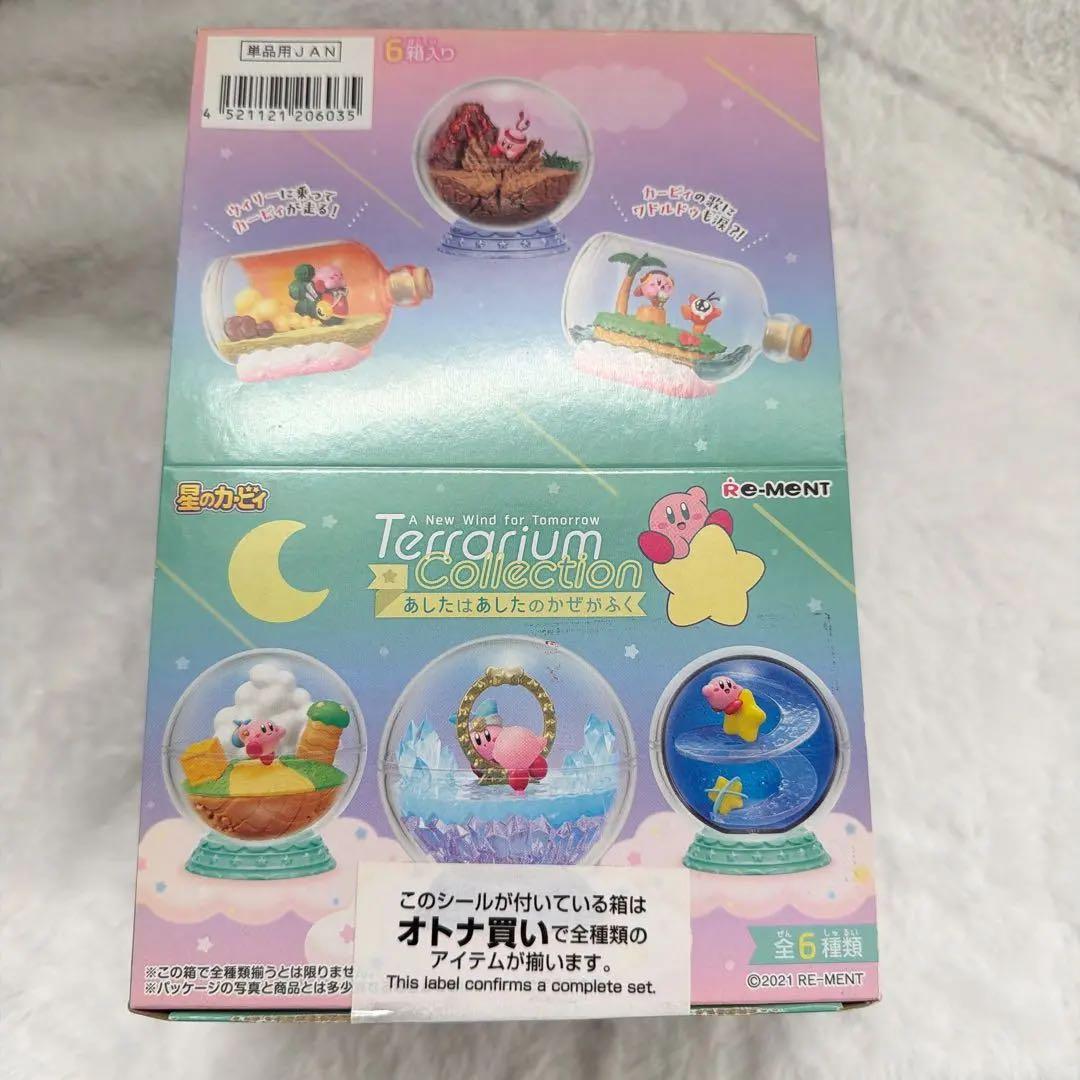 単品用JAN
4 521121 206035
6箱入り
ウィリーに乗って
カービィが走る!
カービィの歌に
ワドルドゥも涙?!
星のカービィ
Re-MeNT
A New Wind for Tomorrow
Terrarium
Collection
あしたはあしたのかぜがふく
このシールが付いている箱は
オトナ買いで全種類の
アイテムが揃います。
This label confirms a complete set.
※この箱で全種類揃うとは限りませ
※パッケージの写真と商品とは多少
全6種類
©2021 RE-MENT